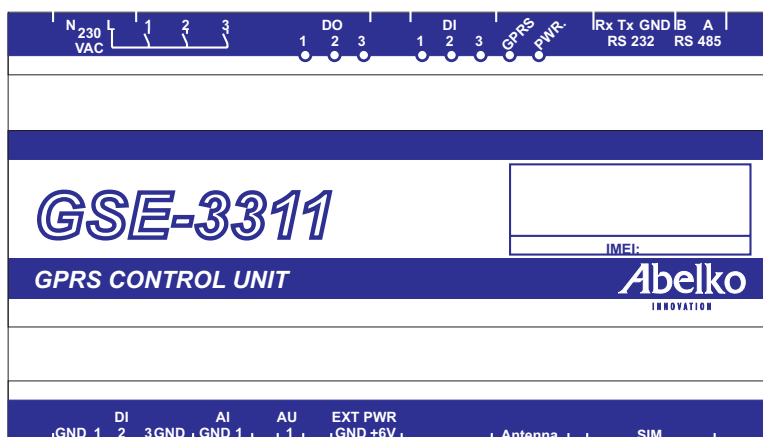 N L 1 2 3 DO DI GPRS PWR. Rx Tx GND B A
230 VAC 1 2 3 1 2 3 RS 232 RS 485
GSE-3311
IMEI:
GPRS CONTROL UNIT
Abelko
INNOVATION
DI AI AU EXT PWR
GND 1 2 3 GND GND 1 1 GND +6V Antenna SIM